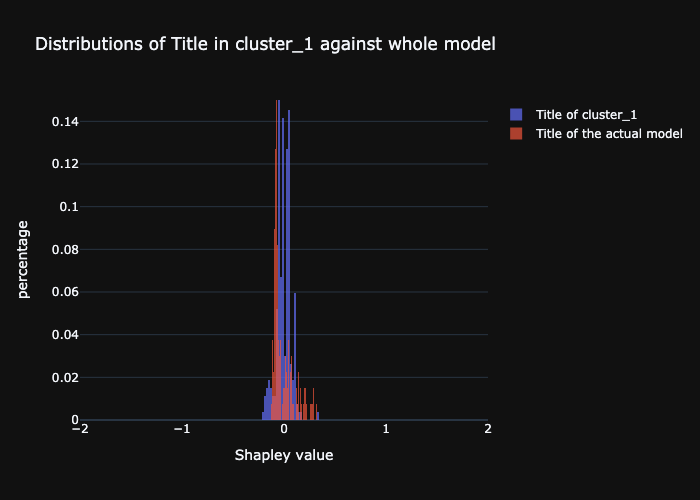 Distributions of Title in cluster_1 against whole model
Title of cluster_1
Title of the actual model
0.14
0.12
0.1
0.08
0.06
0.04
0.02
0
percentage
−2
−1
0
1
2
Shapley value